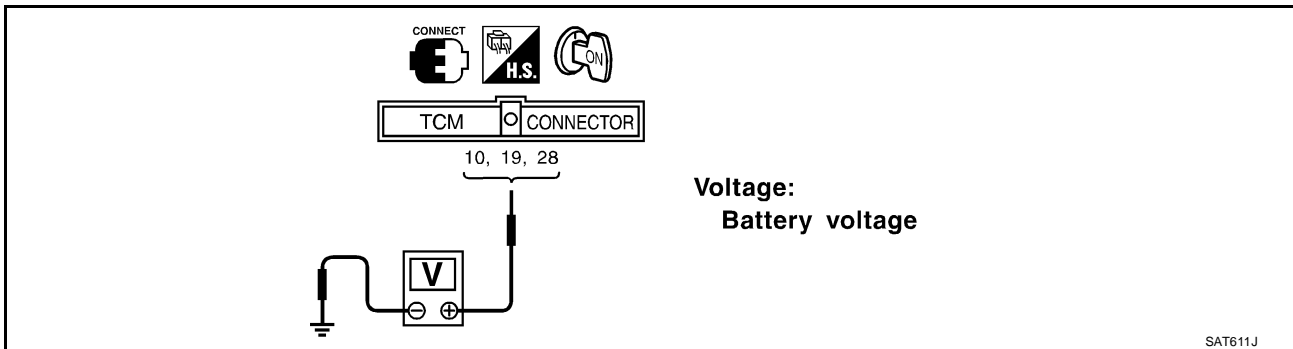 CONNECT
H.S.
ON
TCM CONNECTOR
10, 19, 28
Voltage:
Battery voltage
V
SAT611J